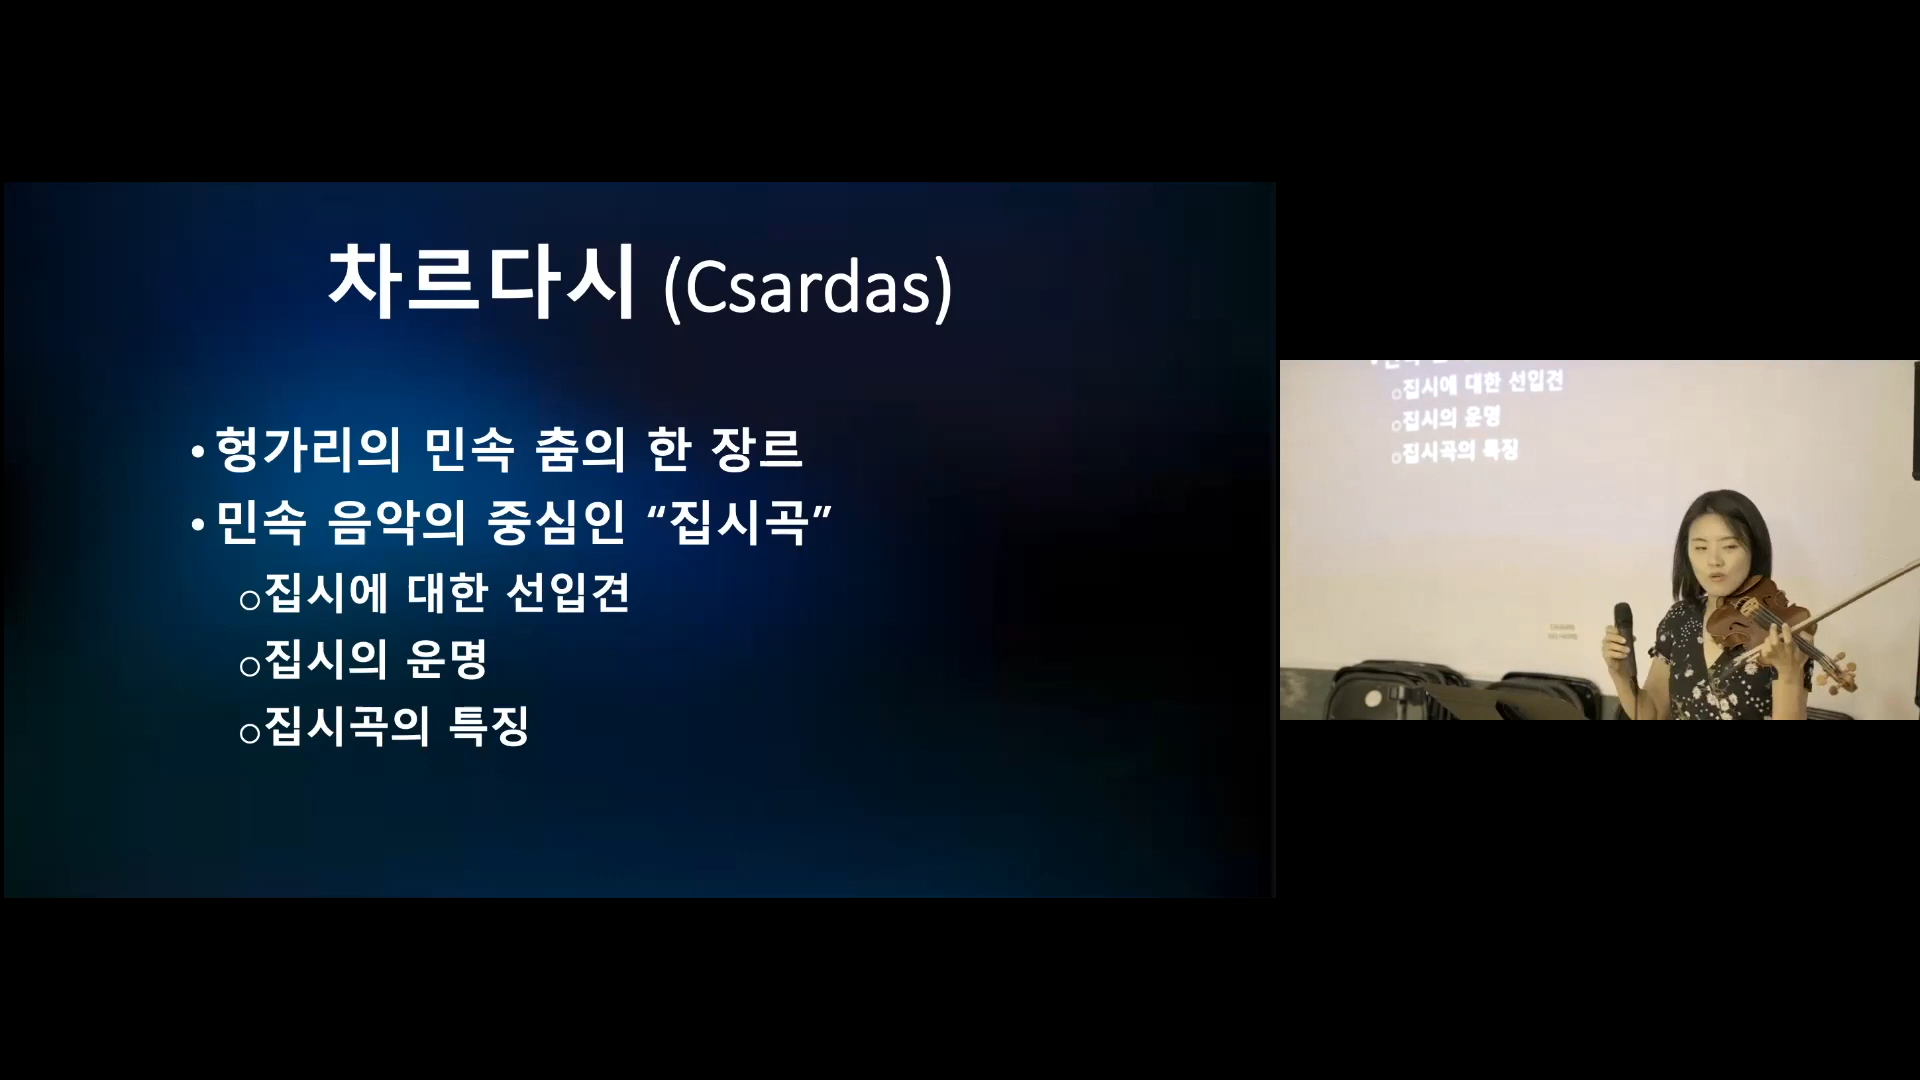 차르다시 (Csardas)
• 헝가리의 민속 춤의 한 장르
• 민속 음악의 중심인 “집시곡”
○집시에 대한 선입견
○집시의 운명
○집시곡의 특징
○집시에 대한 선입견
○집시의 운명
○집시곡의 특징